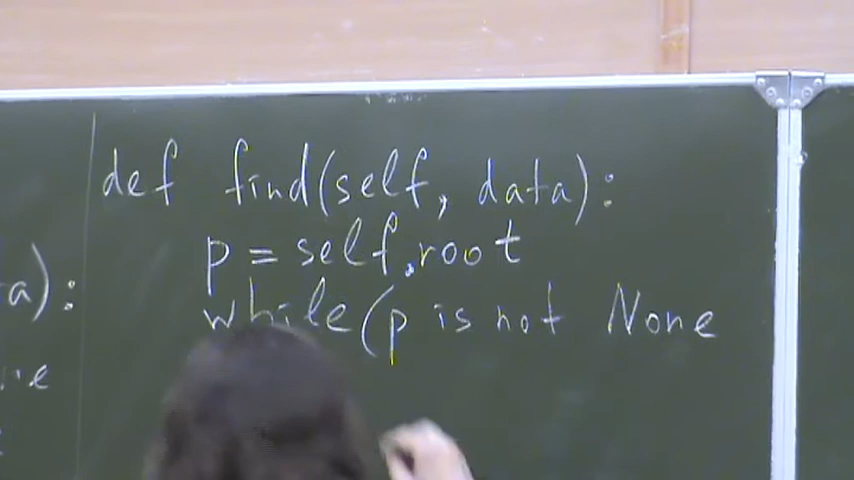 def find(self, data):
p = self.root
while(p is not None
a):